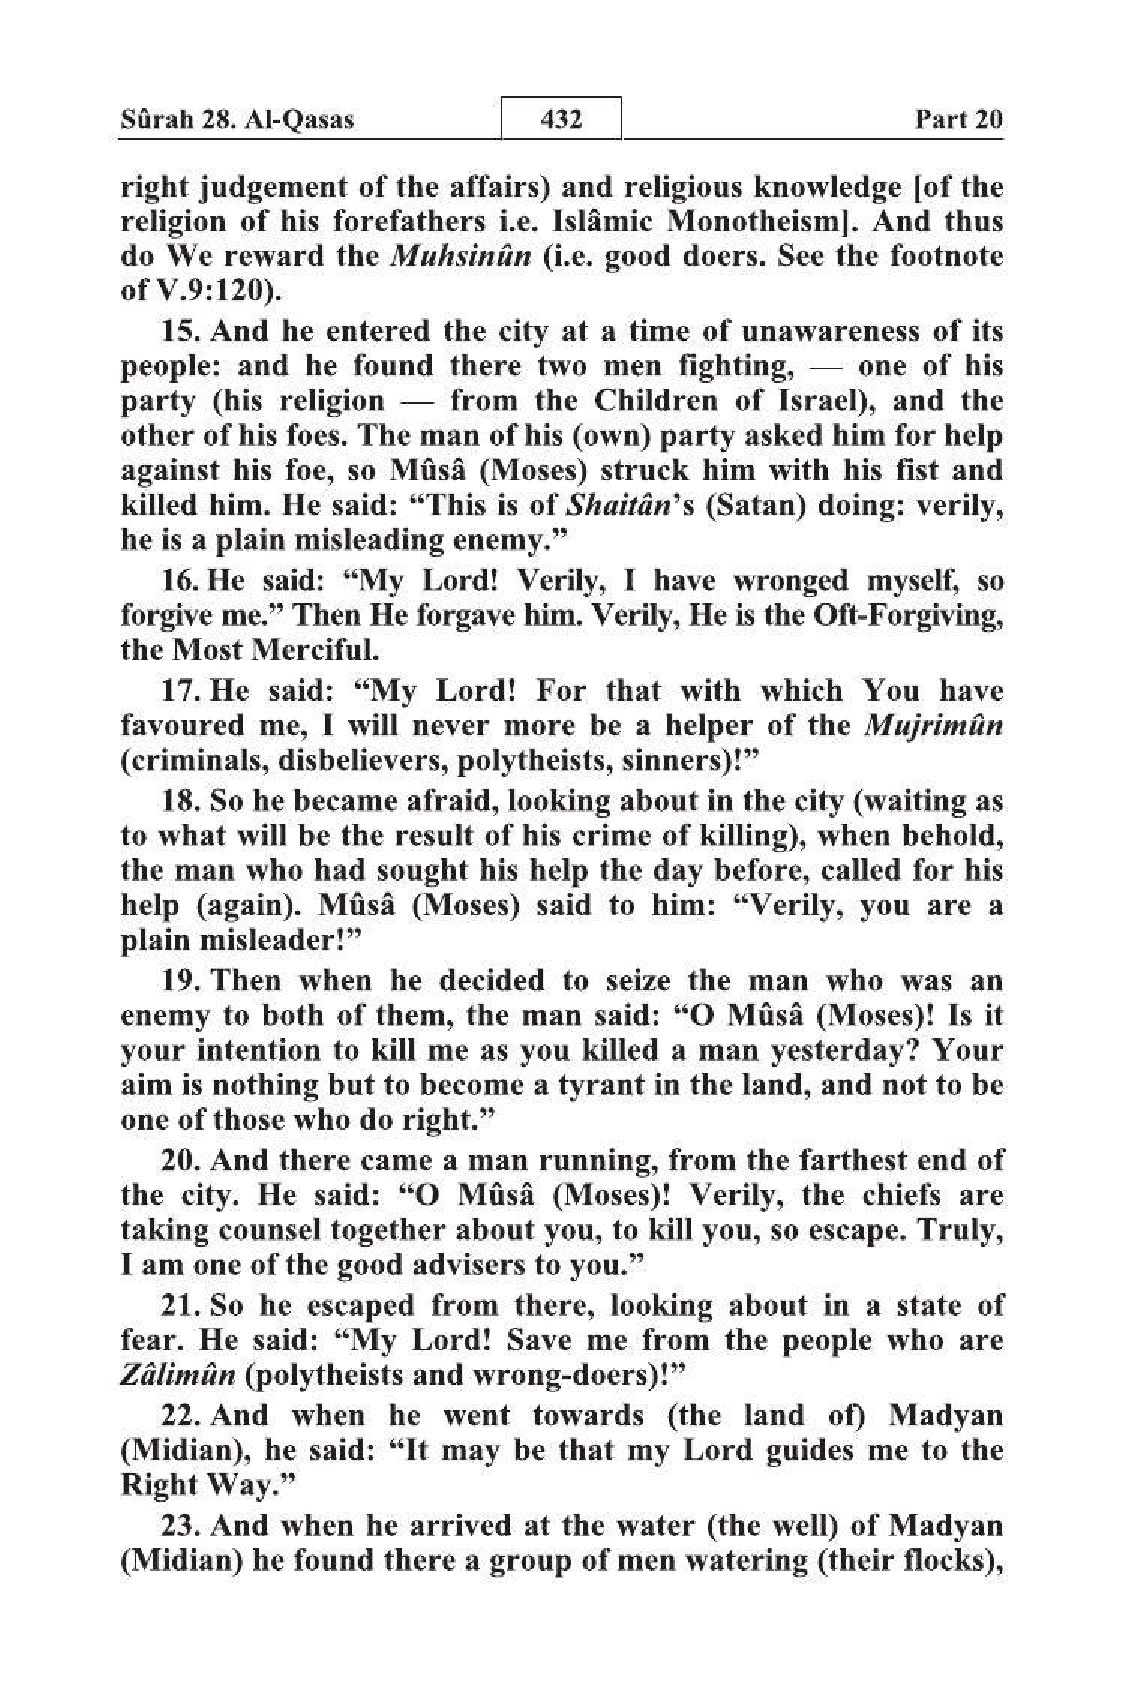 Sûrah 28. Al-Qasas 432 Part 20
right judgement of the affairs) and religious knowledge [of the
religion of his forefathers i.e. Islâmic Monotheism]. And thus
do We reward the Muhsinûn (i.e. good doers. See the footnote
of V.9:120).
15. And he entered the city at a time of unawareness of its
people: and he found there two men fighting, — one of his
party (his religion — from the Children of Israel), and the
other of his foes. The man of his (own) party asked him for help
against his foe, so Mûsâ (Moses) struck him with his fist and
killed him. He said: “This is of Shaitân’s (Satan) doing: verily,
he is a plain misleading enemy.”
16. He said: “My Lord! Verily, I have wronged myself, so
forgive me.” Then He forgave him. Verily, He is the Oft-Forgiving,
the Most Merciful.
17. He said: “My Lord! For that with which You have
favoured me, I will never more be a helper of the Mujrimûn
(criminals, disbelievers, polytheists, sinners)!”
18. So he became afraid, looking about in the city (waiting as
to what will be the result of his crime of killing), when behold,
the man who had sought his help the day before, called for his
help (again). Mûsâ (Moses) said to him: “Verily, you are a
plain misleader!”
19. Then when he decided to seize the man who was an
enemy to both of them, the man said: “O Mûsâ (Moses)! Is it
your intention to kill me as you killed a man yesterday? Your
aim is nothing but to become a tyrant in the land, and not to be
one of those who do right.”
20. And there came a man running, from the farthest end of
the city. He said: “O Mûsâ (Moses)! Verily, the chiefs are
taking counsel together about you, to kill you, so escape. Truly,
I am one of the good advisers to you.”
21. So he escaped from there, looking about in a state of
fear. He said: “My Lord! Save me from the people who are
Zâlimûn (polytheists and wrong-doers)!”
22. And when he went towards (the land of) Madyan
(Midian), he said: “It may be that my Lord guides me to the
Right Way.”
23. And when he arrived at the water (the well) of Madyan
(Midian) he found there a group of men watering (their flocks),